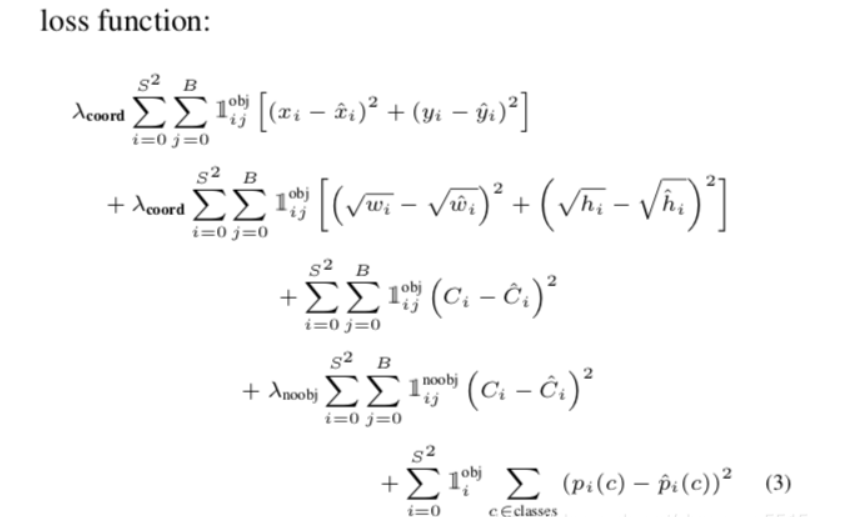 loss function:
λcoord ∑_{i=0}^{S²} ∑_{j=0}^{B} 𝟙_{ij}^{obj} [(x_i − x̂_i)² + (y_i − ŷ_i)²]
+ λcoord ∑_{i=0}^{S²} ∑_{j=0}^{B} 𝟙_{ij}^{obj} [(√w_i − √ŵ_i)² + (√h_i − √ĥ_i)²]
+ ∑_{i=0}^{S²} ∑_{j=0}^{B} 𝟙_{ij}^{obj} (C_i − Ĉ_i)²
+ λnoobj ∑_{i=0}^{S²} ∑_{j=0}^{B} 𝟙_{ij}^{noobj} (C_i − Ĉ_i)²
+ ∑_{i=0}^{S²} 𝟙_{i}^{obj} ∑_{c∈classes} (p_i(c) − p̂_i(c))² (3)